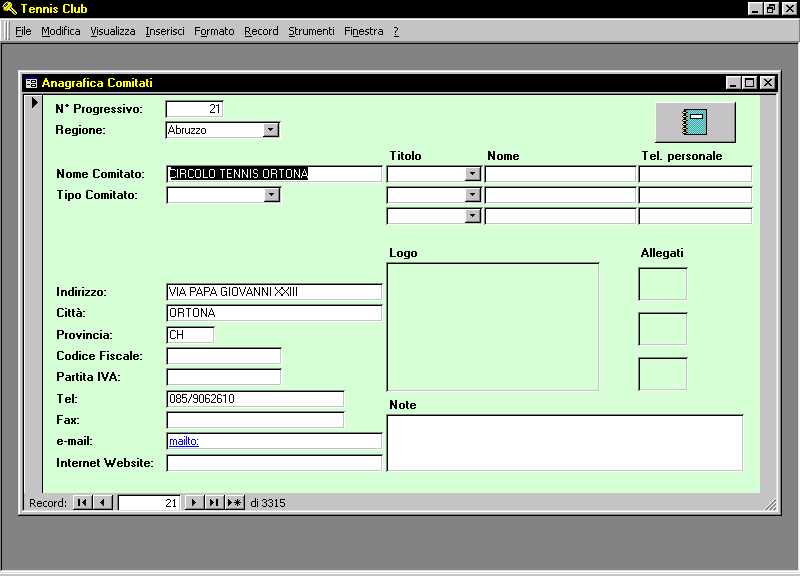 Tennis Club
File Modifica Visualizza Inserisci Formato Record Strumenti Finestra ?
Anagrafica Comitati
N° Progressivo: 21
Regione: Abruzzo
Titolo Nome Tel. personale
Nome Comitato: CIRCOLO TENNIS ORTONA
Tipo Comitato:
Logo Allegati
Indirizzo: VIA PAPA GIOVANNI XXIII
Città: ORTONA
Provincia: CH
Codice Fiscale:
Partita IVA:
Tel: 085/9062610
Note
Fax:
e-mail: mailto:
Internet Website:
Record: 21 di 3315